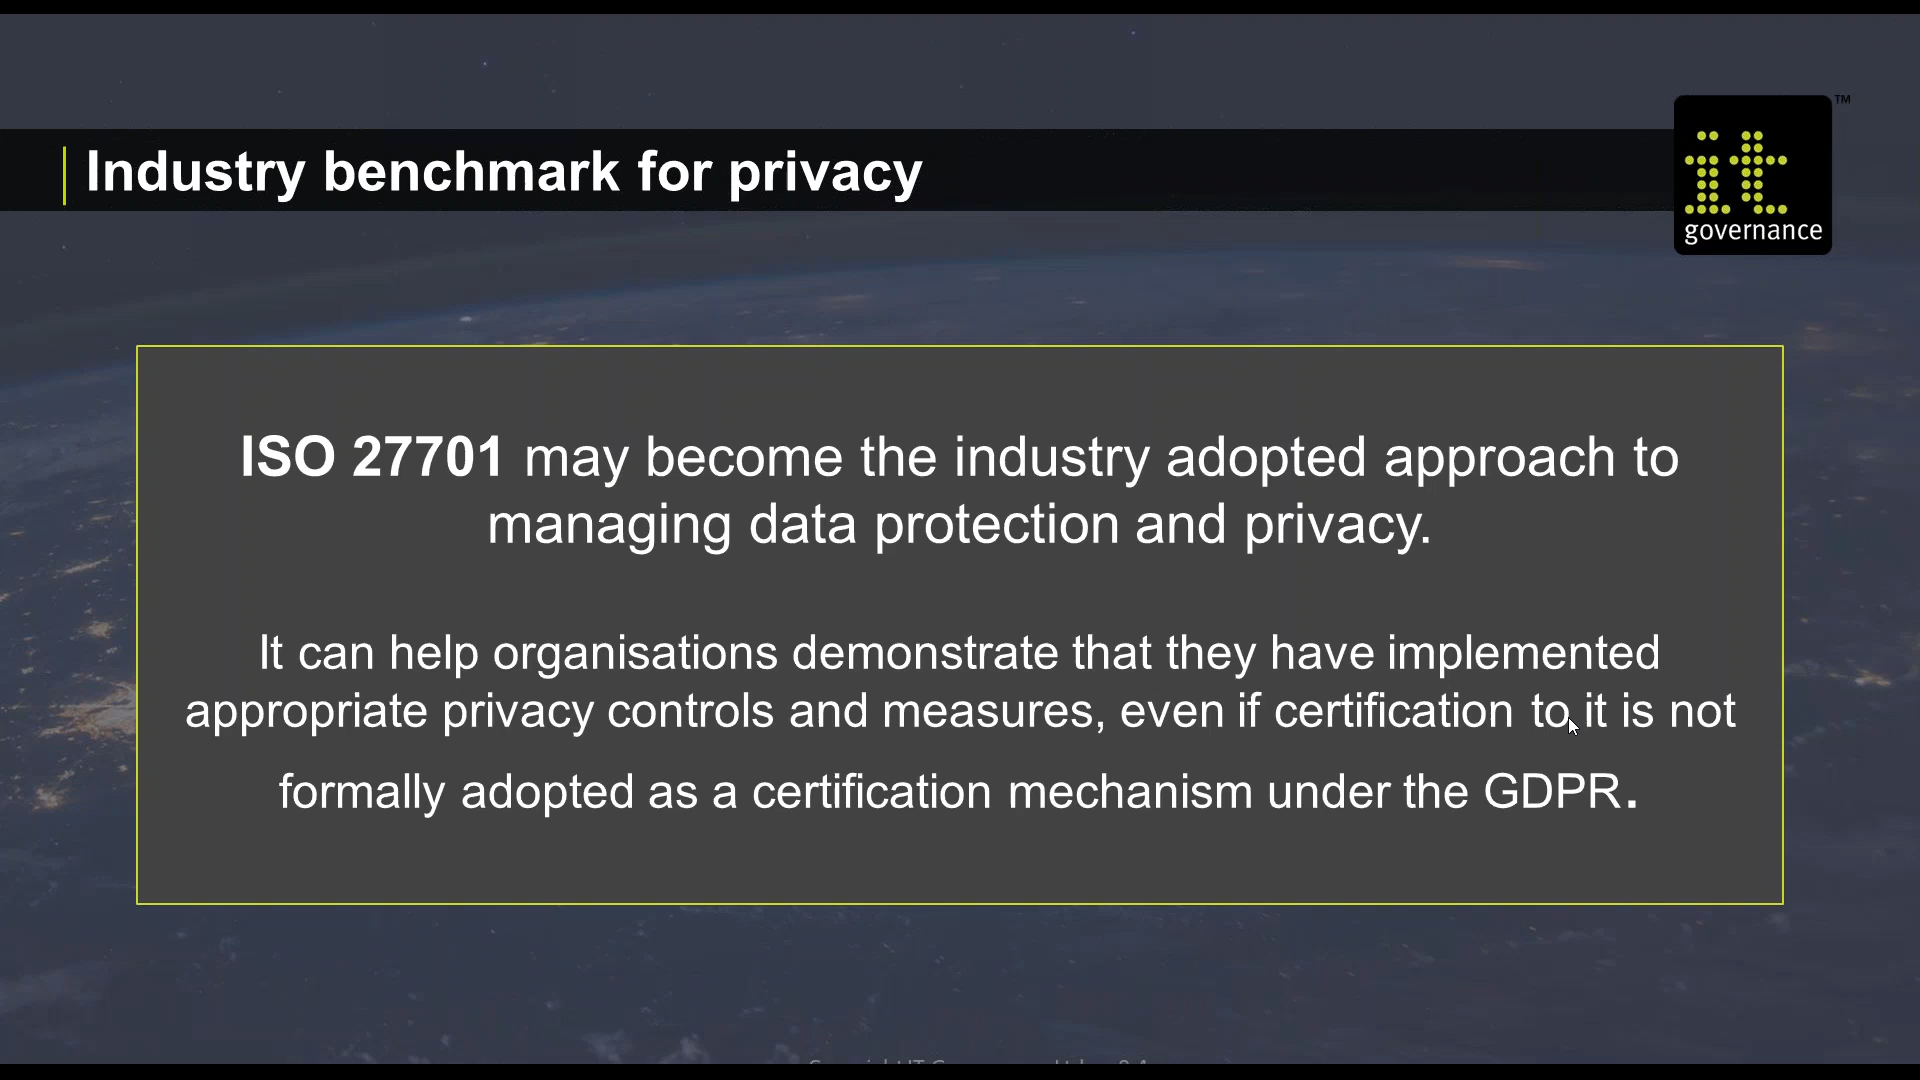 Industry benchmark for privacy
TM
it
governance
ISO 27701 may become the industry adopted approach to
managing data protection and privacy.
It can help organisations demonstrate that they have implemented
appropriate privacy controls and measures, even if certification to it is not
formally adopted as a certification mechanism under the GDPR.